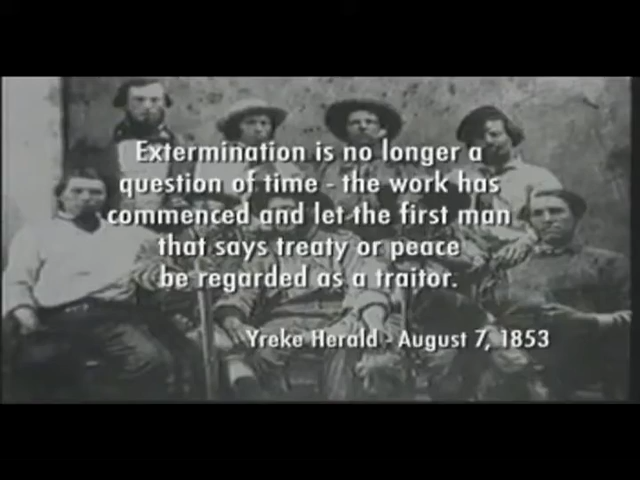 Extermination is no longer a
question of time - the work has
commenced and let the first man
that says treaty or peace
be regarded as a traitor.
Yreke Herald - August 7, 1853